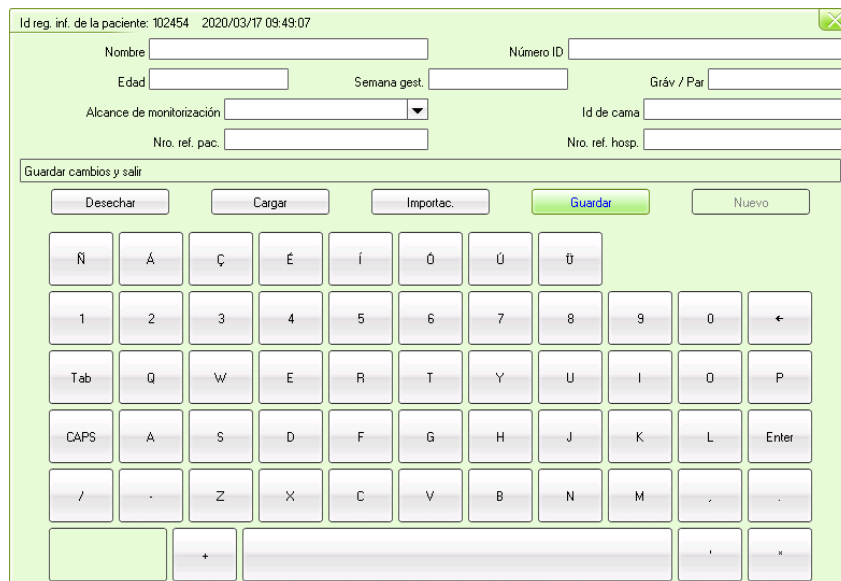 Id reg. inf. de la paciente: 102454 2020/03/17 09:49:07
Nombre Número ID
Edad Semana gest. Gráv / Par
Alcance de monitorización Id de cama
Nro. ref. pac. Nro. ref. hosp.
Guardar cambios y salir
Desechar Cargar Importac. Guardar Nuevo
Ñ Á Ç É Í Ó Ú Ü
1 2 3 4 5 6 7 8 9 0 ←
Tab Q W E R T Y U I O P
CAPS A S D F G H J K L Enter
/ - Z X C V B N M , .
+ ' *